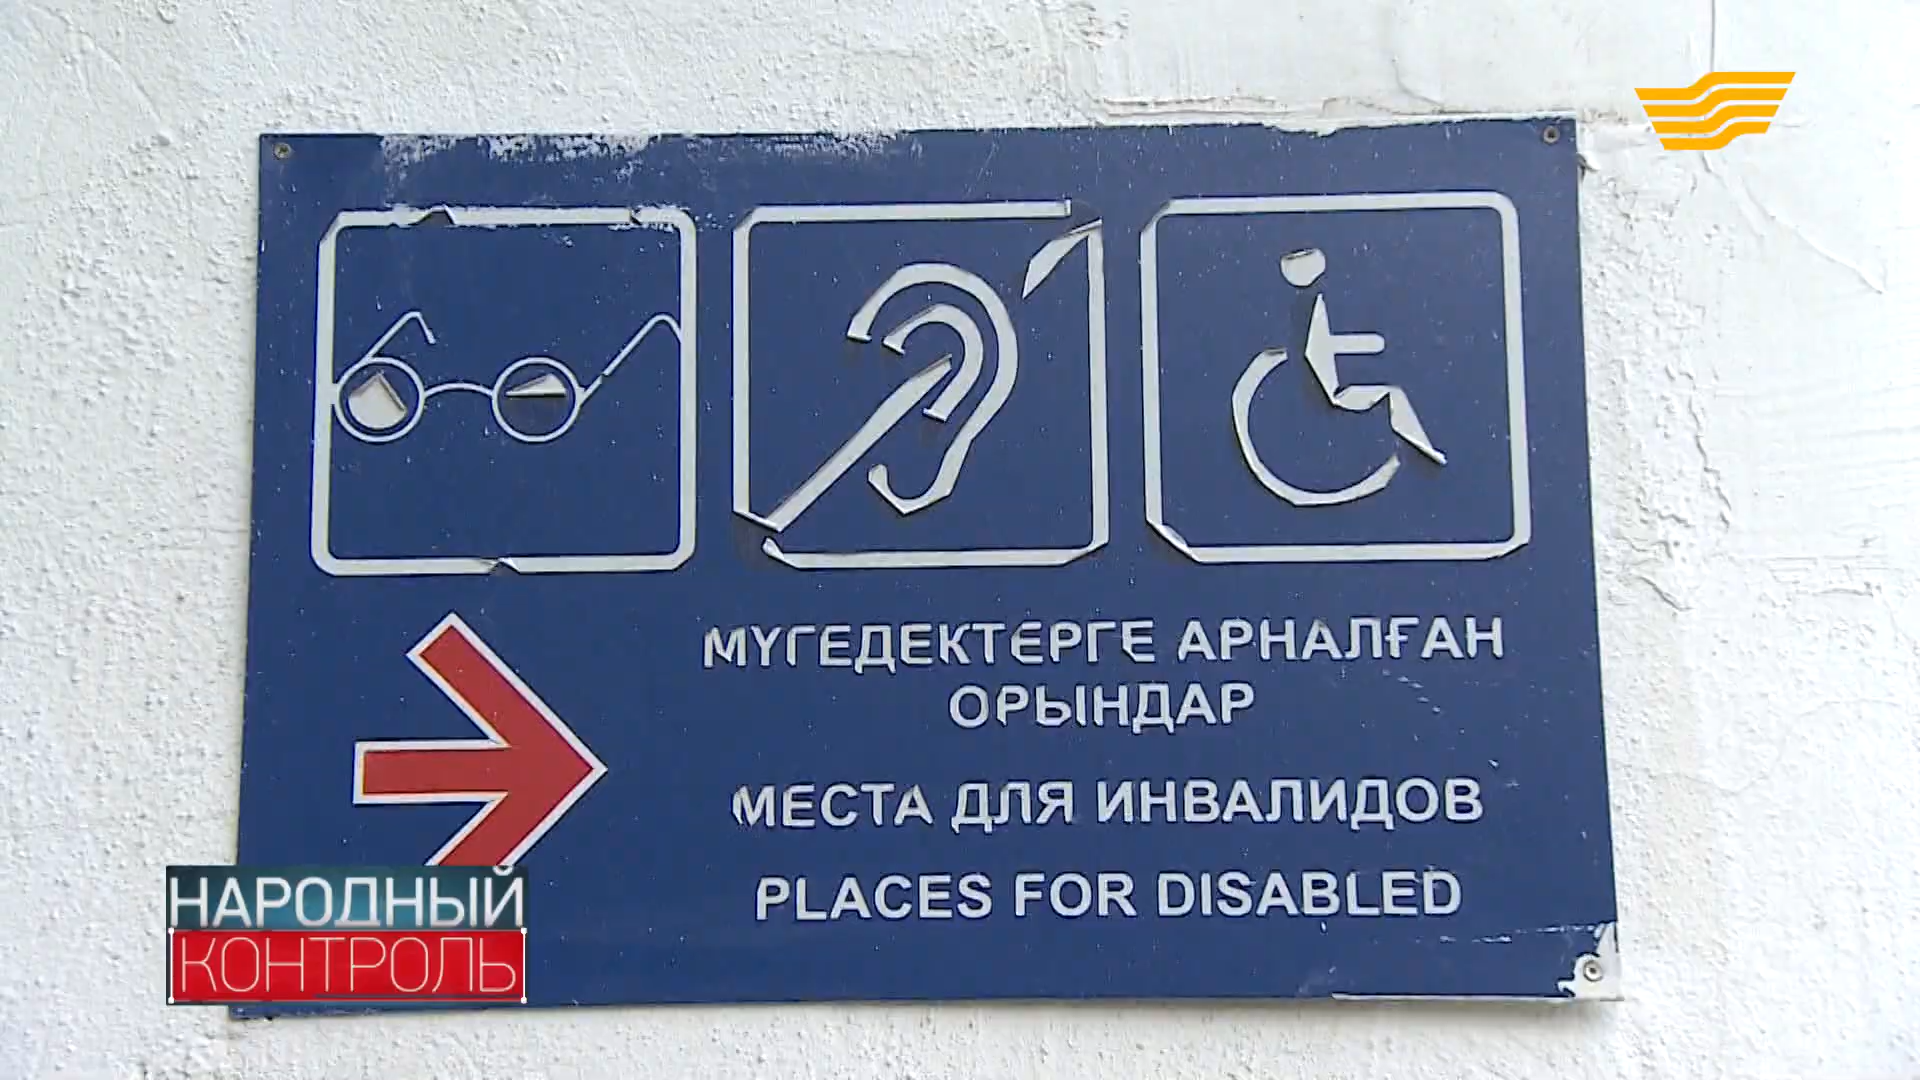 МҮГЕДЕКТЕРГЕ АРНАЛҒАН
ОРЫНДАР
МЕСТА ДЛЯ ИНВАЛИДОВ
PLACES FOR DISABLED
НАРОДНЫЙ
КОНТРОЛЬ